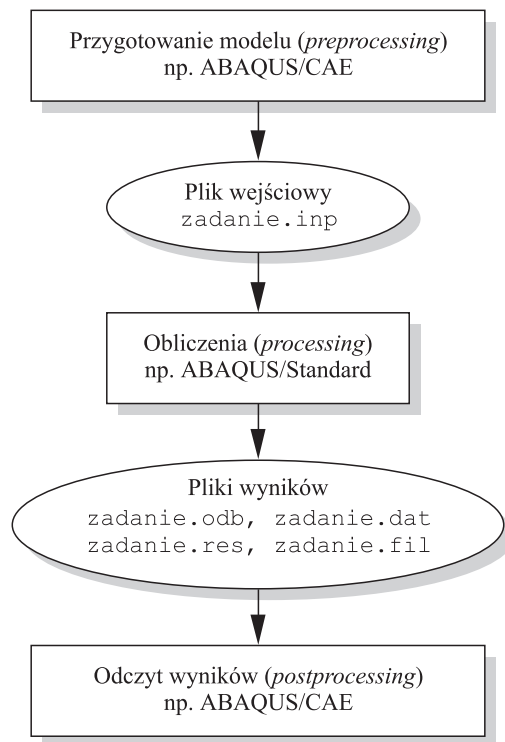 Przygotowanie modelu (preprocessing)
np. ABAQUS/CAE
Plik wejściowy
zadanie.inp
Obliczenia (processing)
np. ABAQUS/Standard
Pliki wyników
zadanie.odb, zadanie.dat
zadanie.res, zadanie.fil
Odczyt wyników (postprocessing)
np. ABAQUS/CAE